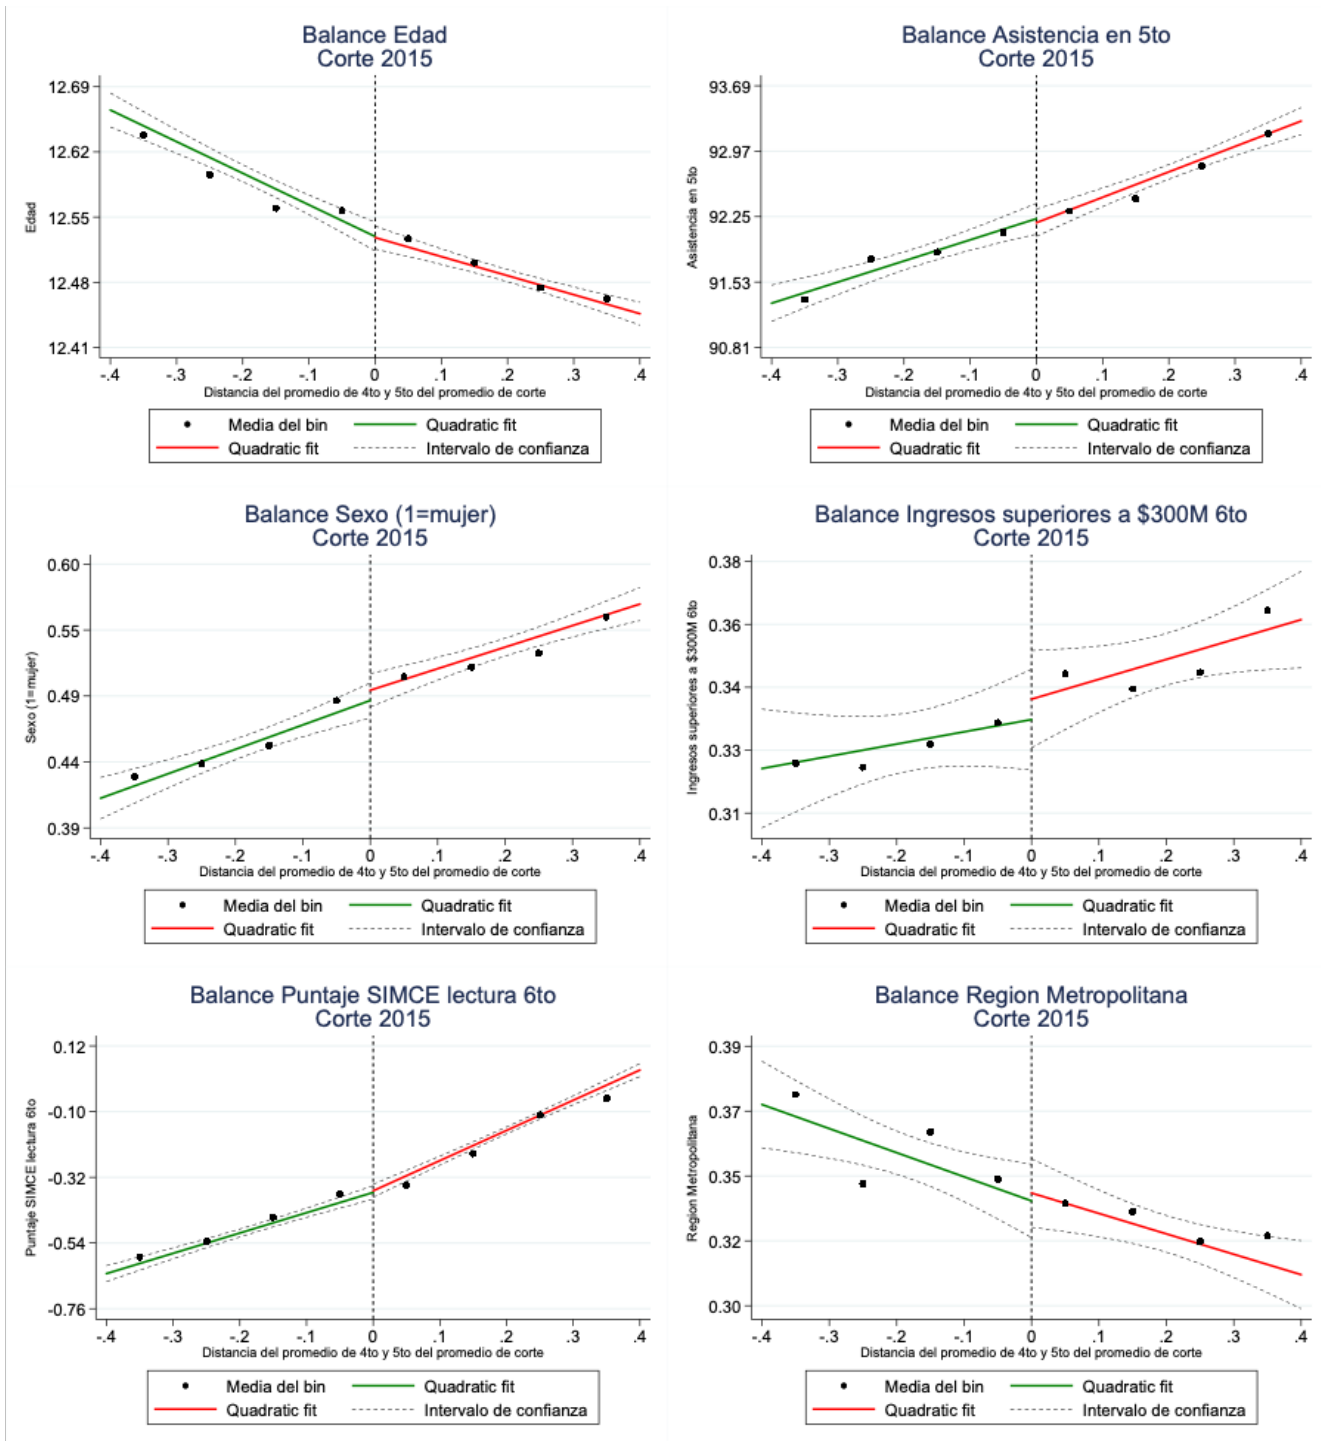 Balance Edad
Corte 2015
12.69
12.62
12.55
12.48
12.41
Edad
-.4 -.3 -.2 -.1 0 .1 .2 .3 .4
Distancia del promedio de 4to y 5to del promedio de corte
Media del bin Quadratic fit
Quadratic fit Intervalo de confianza
Balance Asistencia en 5to
Corte 2015
93.69
92.97
92.25
91.53
90.81
Asistencia en 5to
-.4 -.3 -.2 -.1 0 .1 .2 .3 .4
Distancia del promedio de 4to y 5to del promedio de corte
Media del bin Quadratic fit
Quadratic fit Intervalo de confianza
Balance Sexo (1=mujer)
Corte 2015
0.60
0.55
0.49
0.44
0.39
Sexo (1=mujer)
-.4 -.3 -.2 -.1 0 .1 .2 .3 .4
Distancia del promedio de 4to y 5to del promedio de corte
Media del bin Quadratic fit
Quadratic fit Intervalo de confianza
Balance Ingresos superiores a $300M 6to
Corte 2015
0.38
0.36
0.34
0.33
0.31
Ingresos superiores a $300M 6to
-.4 -.3 -.2 -.1 0 .1 .2 .3 .4
Distancia del promedio de 4to y 5to del promedio de corte
Media del bin Quadratic fit
Quadratic fit Intervalo de confianza
Balance Puntaje SIMCE lectura 6to
Corte 2015
0.12
-0.10
-0.32
-0.54
-0.76
Puntaje SIMCE lectura 6to
-.4 -.3 -.2 -.1 0 .1 .2 .3 .4
Distancia del promedio de 4to y 5to del promedio de corte
Media del bin Quadratic fit
Quadratic fit Intervalo de confianza
Balance Region Metropolitana
Corte 2015
0.39
0.37
0.35
0.32
0.30
Region Metropolitana
-.4 -.3 -.2 -.1 0 .1 .2 .3 .4
Distancia del promedio de 4to y 5to del promedio de corte
Media del bin Quadratic fit
Quadratic fit Intervalo de confianza